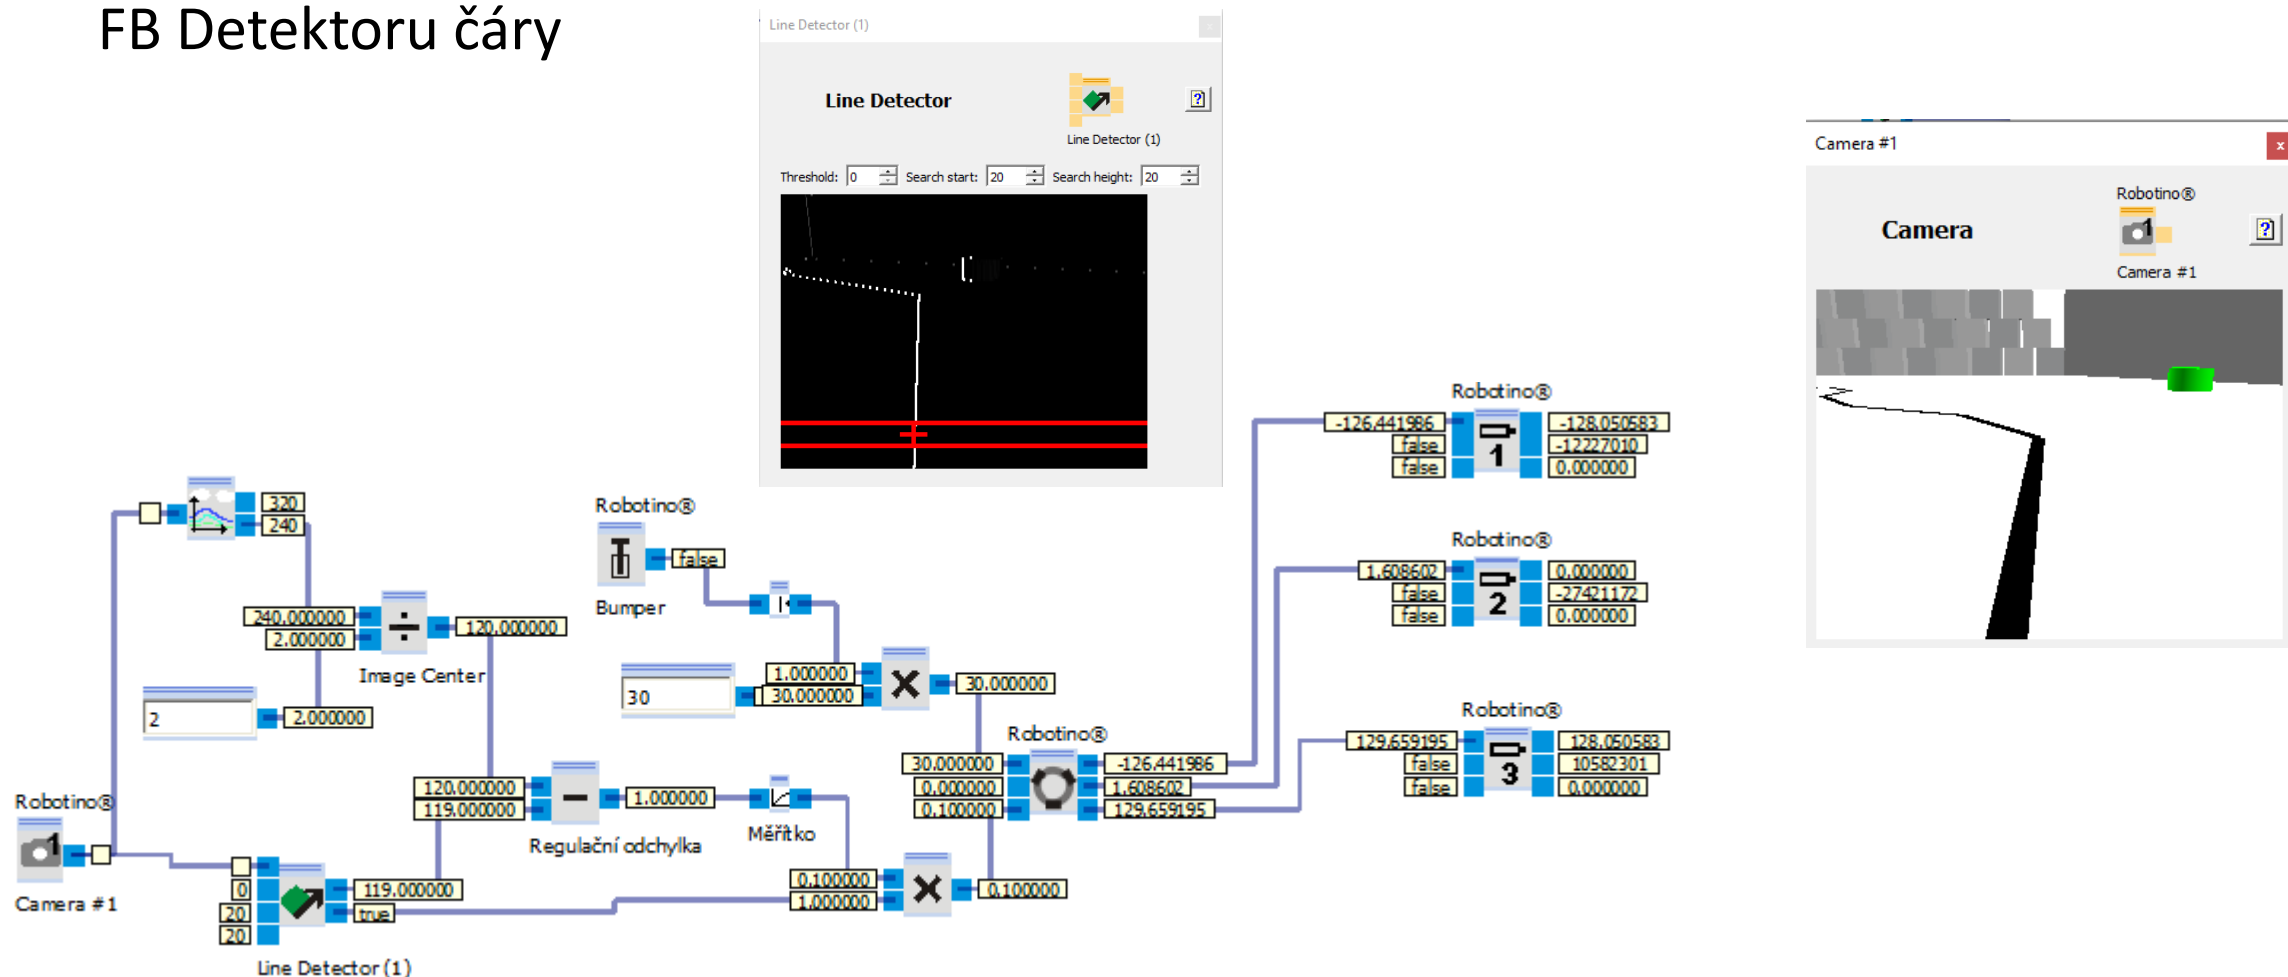 FB Detektoru čáry
Line Detector (1)
x
Line Detector
Line Detector (1)
Threshold: 0 Search start: 20 Search height: 20
Camera #1
x
Robotino®
1
Camera
Camera #1
Robotino®
-126.441986
false
false
1
-128.050583
-12227010
0.000000
320
240
Robotino®
false
Bumper
Robotino®
1.608602
false
false
2
0.000000
-27421172
0.000000
240.000000
2.000000
120.000000
Image Center
2
2.000000
30
1.000000
30.000000
30.000000
Robotino®
30.000000
0.000000
0.100000
-126.441986
1.608602
129.659195
Robotino®
129.659195
false
false
3
128.050583
10582301
0.000000
120.000000
119.000000
1.000000
Regulační odchylka
Měřítko
Robotino®
1
Camera #1
0
20
20
119.000000
true
Line Detector (1)
0.100000
1.000000
0.100000